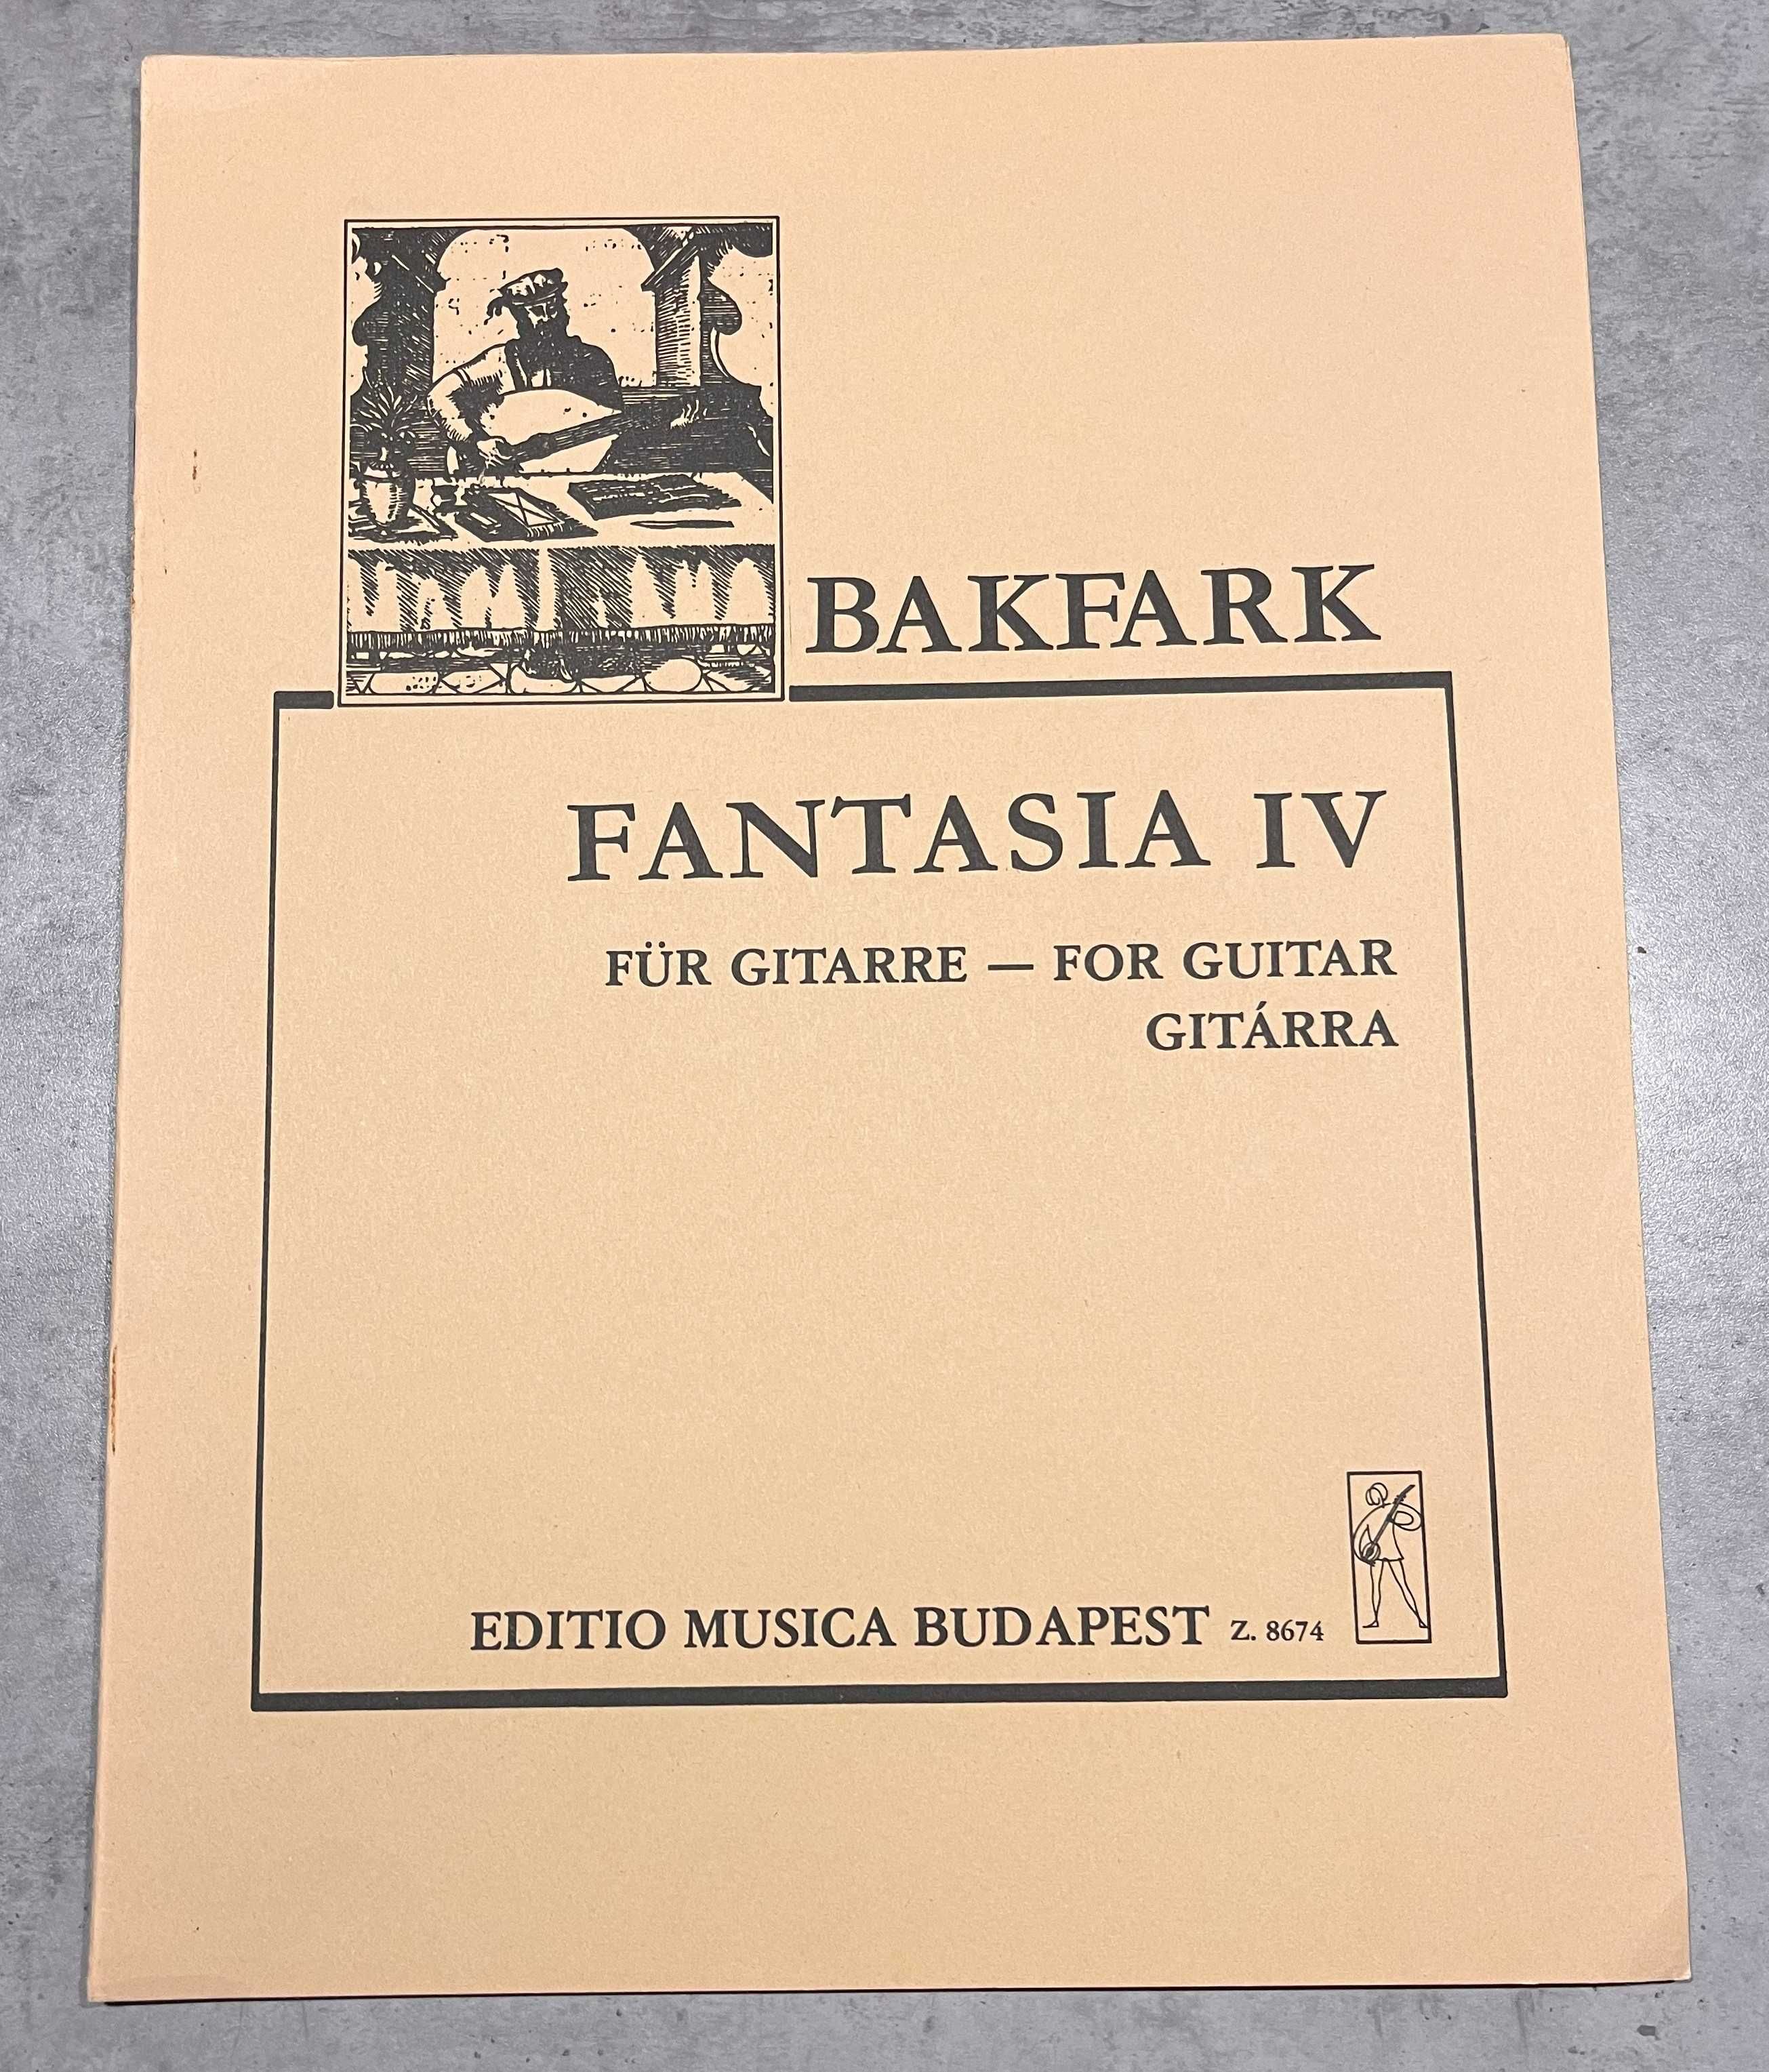 BAKFARK
FANTASIA IV
FÜR GITARRE — FOR GUITAR
GITÁRRA
EDITIO MUSICA BUDAPEST Z. 8674